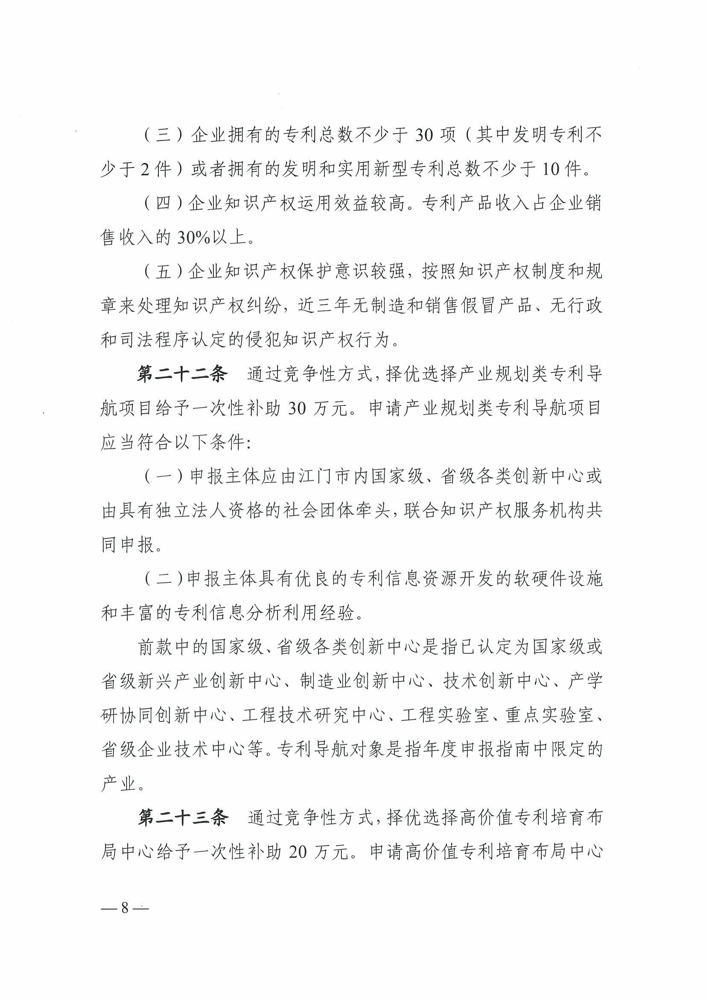 （三）企业拥有的专利总数不少于 30 项（其中发明专利不
少于 2 件）或者拥有的发明和实用新型专利总数不少于 10 件。
（四）企业知识产权运用效益较高。专利产品收入占企业销
售收入的 30%以上。
（五）企业知识产权保护意识较强，按照知识产权制度和规
章来处理知识产权纠纷，近三年无制造和销售假冒产品、无行政
和司法程序认定的侵犯知识产权行为。
第二十二条 通过竞争性方式，择优选择产业规划类专利导
航项目给予一次性补助 30 万元。申请产业规划类专利导航项目
应当符合以下条件：
（一）申报主体应由江门市内国家级、省级各类创新中心或
由具有独立法人资格的社会团体牵头，联合知识产权服务机构共
同申报。
（二）申报主体具有优良的专利信息资源开发的软硬件设施
和丰富的专利信息分析利用经验。
前款中的国家级、省级各类创新中心是指已认定为国家级或
省级新兴产业创新中心、制造业创新中心、技术创新中心、产学
研协同创新中心、工程技术研究中心、工程实验室、重点实验室、
省级企业技术中心等。专利导航对象是指年度申报指南中限定的
产业。
第二十三条 通过竞争性方式，择优选择高价值专利培育布
局中心给予一次性补助 20 万元。申请高价值专利培育布局中心
— 8 —